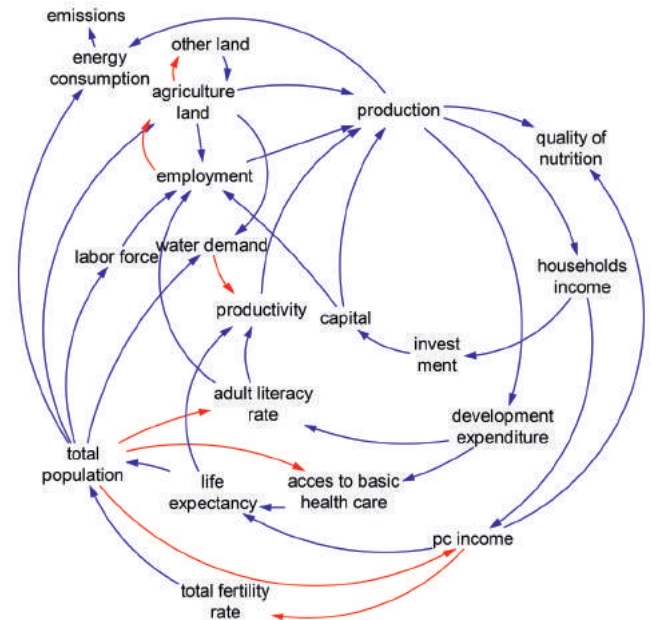 emissions
other land
energy
consumption
agriculture
land
production
quality of
nutrition
employment
water demand
labor force
households
income
productivity
capital
invest
ment
adult literacy
rate
development
expenditure
total
population
life
expectancy
acces to basic
health care
pc income
total fertility
rate